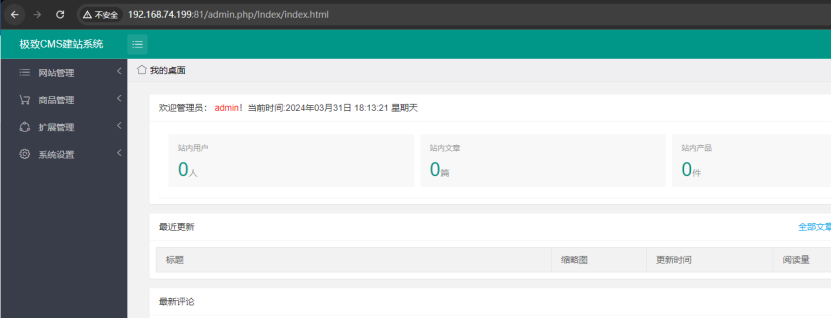 不安全 192.168.74.199:81/admin.php/Index/index.html
极致CMS建站系统
网站管理
商品管理
扩展管理
系统设置
我的桌面
欢迎管理员： admin! 当前时间:2024年03月31日 18:13:21 星期天
站内用户
0人
站内文章
0篇
站内产品
0件
最近更新 全部文章
标题 缩略图 更新时间 阅读量
最新评论